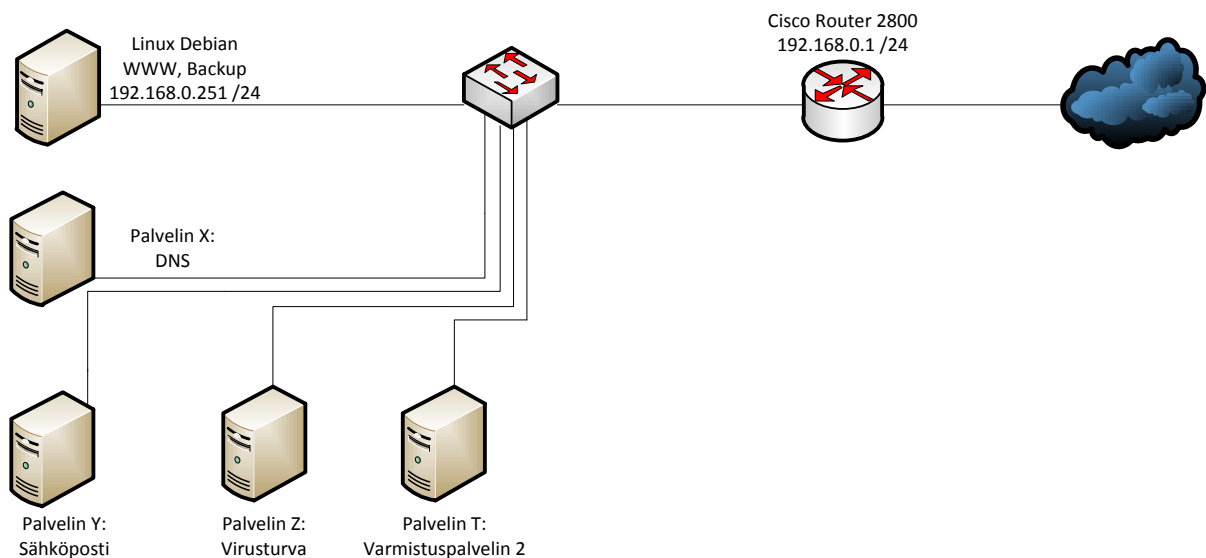 Linux Debian
WWW, Backup
192.168.0.251 /24
Cisco Router 2800
192.168.0.1 /24
Palvelin X:
DNS
Palvelin Y:
Sähköposti
Palvelin Z:
Virusturva
Palvelin T:
Varmistuspalvelin 2